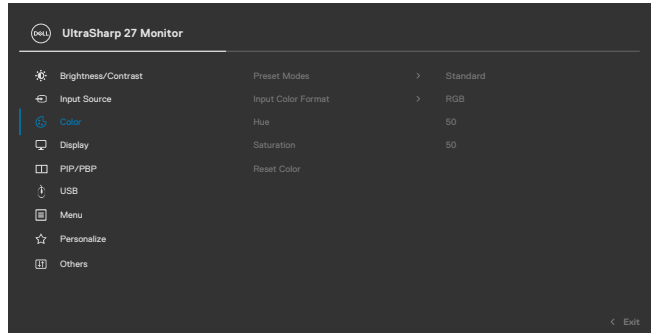 DELL UltraSharp 27 Monitor
Brightness/Contrast Preset Modes > Standard
Input Source Input Color Format > RGB
Color Hue 50
Display Saturation 50
PIP/PBP Reset Color
USB
Menu
Personalize
Others
< Exit